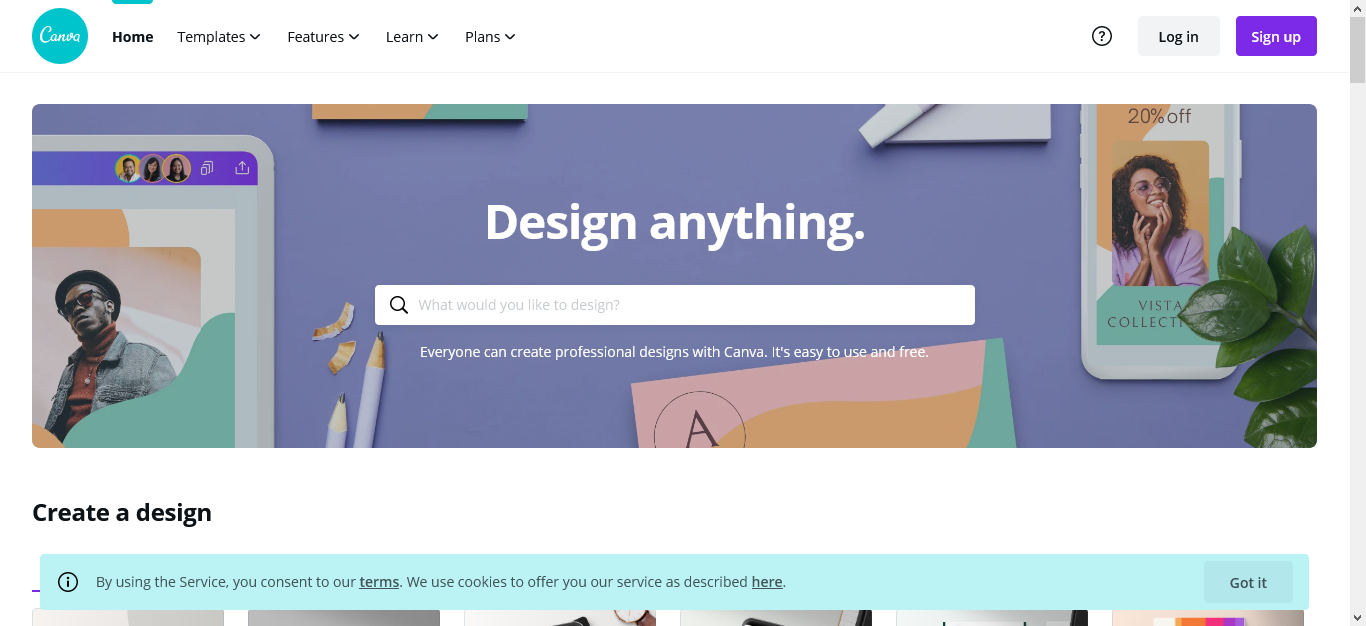 Canva
Home
Templates
Features
Learn
Plans
Log in
Sign up
20% off
Design anything.
What would you like to design?
VISTA
Everyone can create professional designs with Canva. It's easy to use and free.
A
Create a design
By using the Service, you consent to our terms. We use cookies to offer you our service as described here.
Got it